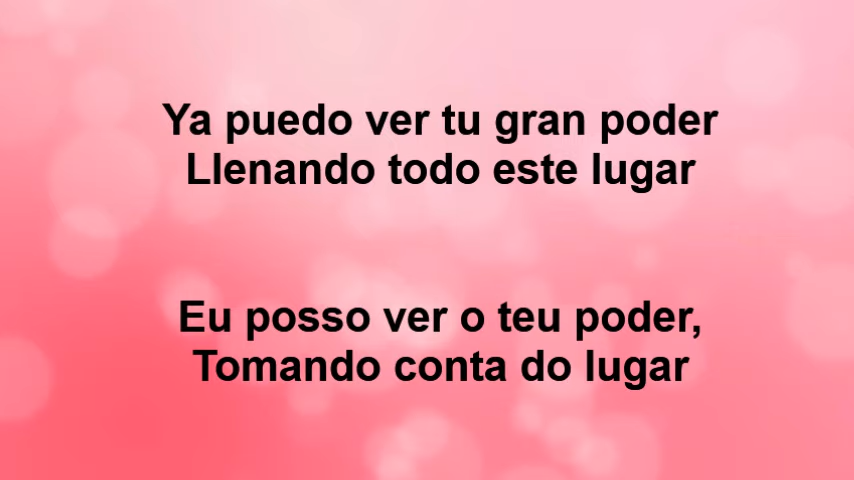 Ya puedo ver tu gran poder
Llenando todo este lugar
Eu posso ver o teu poder,
Tomando conta do lugar